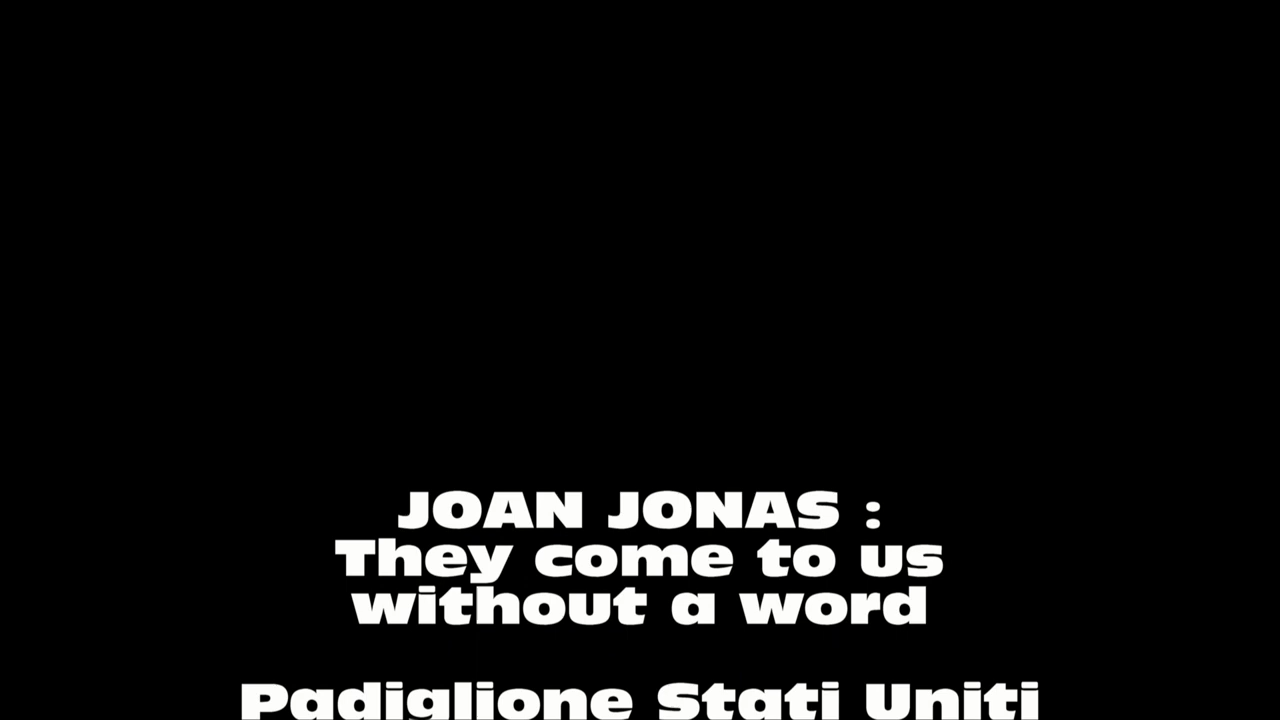 JOAN JONAS :
They come to us
without a word
Padiglione Stati Uniti